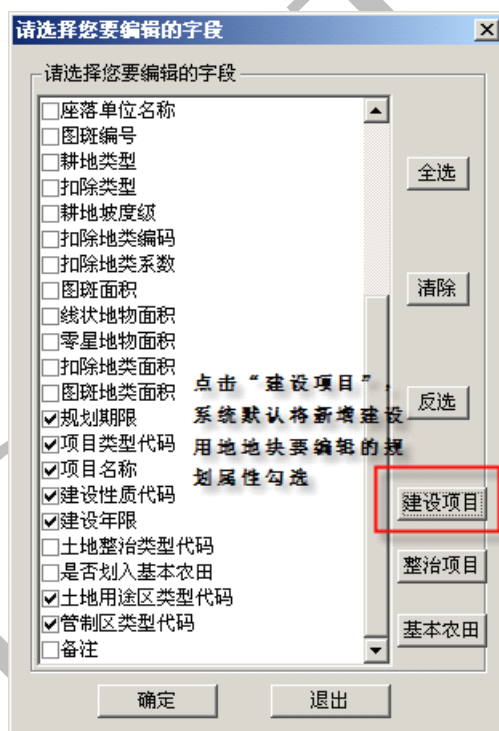 请选择您要编辑的字段
请选择您要编辑的字段
座落单位名称
图斑编号
耕地类型
扣除类型
耕地坡度级
扣除地类编码
扣除地类系数
图斑面积
线状地物面积
零星地物面积
扣除地类面积
图斑地类面积
规划期限
项目类型代码
项目名称
建设性质代码
建设年限
土地整治类型代码
是否划入基本农田
土地用途区类型代码
管制区类型代码
备注
点击“建设项目”，
系统默认将新增建设
用地地块要编辑的规
划属性勾选
全选
清除
反选
建设项目
整治项目
基本农田
确定
退出